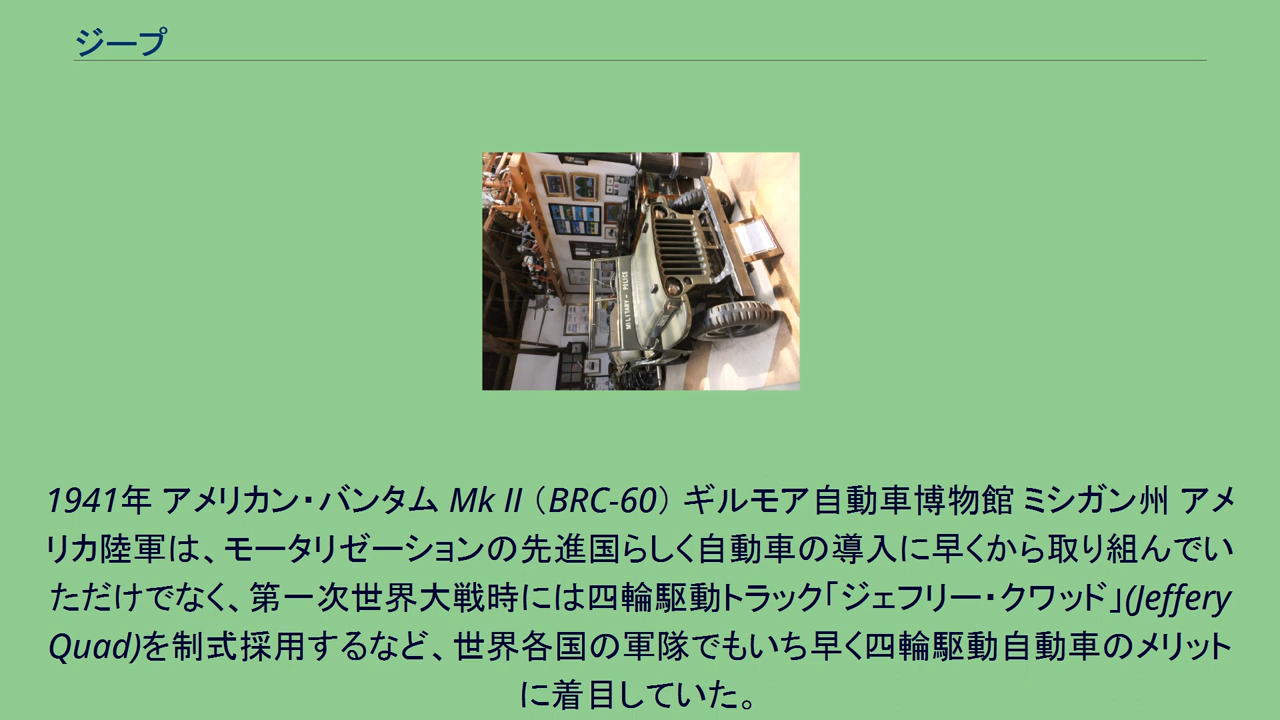 ジープ
MILITARY - POLICE
1941年 アメリカン・バンタム Mk II（BRC-60）ギルモア自動車博物館 ミシガン州 アメ
リカ陸軍は、モータリゼーションの先進国らしく自動車の導入に早くから取り組んでい
ただけでなく、第一次世界大戦時には四輪駆動トラック「ジェフリー・クワッド」(Jeffery
Quad)を制式採用するなど、世界各国の軍隊でもいち早く四輪駆動自動車のメリット
に着目していた。